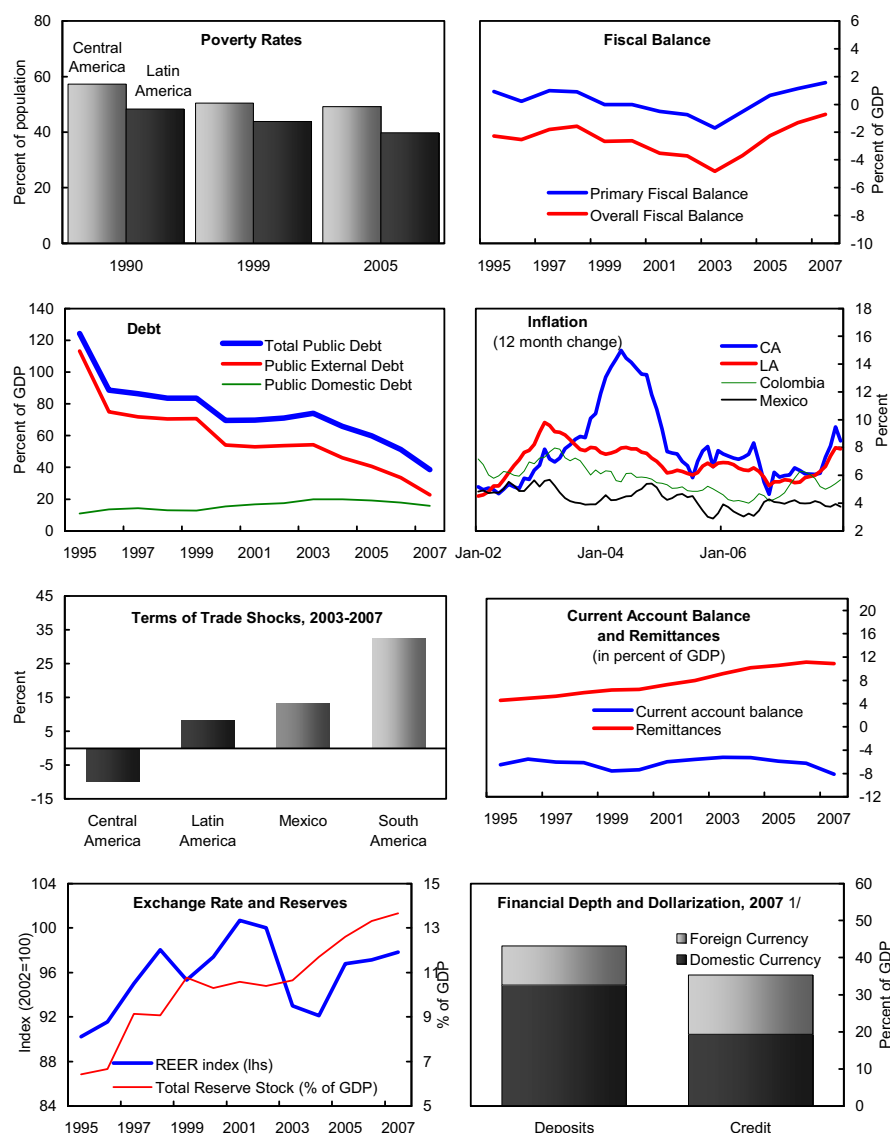 Poverty Rates
Central
America
Latin
America
Percent of population
80
60
40
20
0
1990 1999 2005
Fiscal Balance
Primary Fiscal Balance
Overall Fiscal Balance
Percent of GDP
6
4
2
0
-2
-4
-6
-8
-10
1995 1997 1999 2001 2003 2005 2007
Debt
Total Public Debt
Public External Debt
Public Domestic Debt
Percent of GDP
140
120
100
80
60
40
20
0
1995 1997 1999 2001 2003 2005 2007
Inflation
(12 month change)
CA
LA
Colombia
Mexico
Percent
18
16
14
12
10
8
6
4
2
Jan-02 Jan-04 Jan-06
Terms of Trade Shocks, 2003-2007
Percent
45
35
25
15
5
-5
-15
Central
America
Latin
America
Mexico
South
America
Current Account Balance
and Remittances
(in percent of GDP)
Current account balance
Remittances
20
16
12
8
4
0
-4
-8
-12
1995 1997 1999 2001 2003 2005 2007
Exchange Rate and Reserves
Index (2002=100)
104
100
96
92
88
84
REER index (lhs)
Total Reserve Stock (% of GDP)
% of GDP
15
13
11
9
7
5
1995 1997 1999 2001 2003 2005 2007
Financial Depth and Dollarization, 2007 1/
Foreign Currency
Domestic Currency
Percent of GDP
60
50
40
30
20
10
0
Deposits Credit